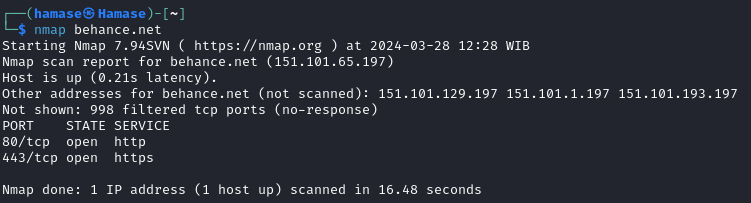 ┌──(hamase㉿Hamase)-[~]
└─$ nmap behance.net
Starting Nmap 7.94SVN ( https://nmap.org ) at 2024-03-28 12:28 WIB
Nmap scan report for behance.net (151.101.65.197)
Host is up (0.21s latency).
Other addresses for behance.net (not scanned): 151.101.129.197 151.101.1.197 151.101.193.197
Not shown: 998 filtered tcp ports (no-response)
PORT    STATE SERVICE
80/tcp  open  http
443/tcp open  https
Nmap done: 1 IP address (1 host up) scanned in 16.48 seconds